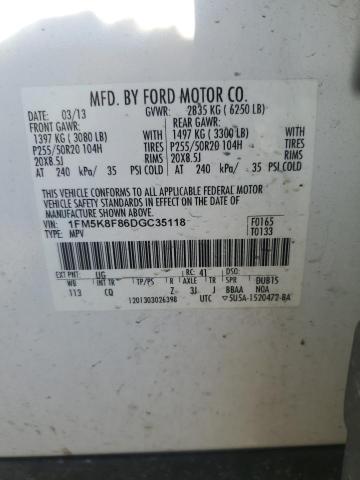 MFD. BY FORD MOTOR CO.
DATE: 03/13 GVWR: 2835 KG ( 6250 LB)
FRONT GAWR: REAR GAWR:
1397 KG ( 3080 LB) 1497 KG ( 3300 LB)
P255/50R20 104H TIRES P255/50R20 104H TIRES
20X8.5J RIMS 20X8.5J RIMS
AT 240 kPa/ 35 PSI COLD AT 240 kPa/ 35 PSI COLD
THIS VEHICLE CONFORMS TO ALL APPLICABLE FEDERAL MOTOR
VEHICLE SAFETY AND BUMPER STANDARDS IN EFFECT ON THE DATE OF
MANUFACTURE SHOWN ABOVE.
VIN: 1FM5K8F86DGC35118 F0165
TYPE: MPV T0133
EXT PNT: UG RC: 41 DSO:
WB INT TR TP/PS R AXLE TR SPR DUB15
113 CQ Z 3J J BBAA NOA
1201303026398 UTC 5U5A-1520472-BA